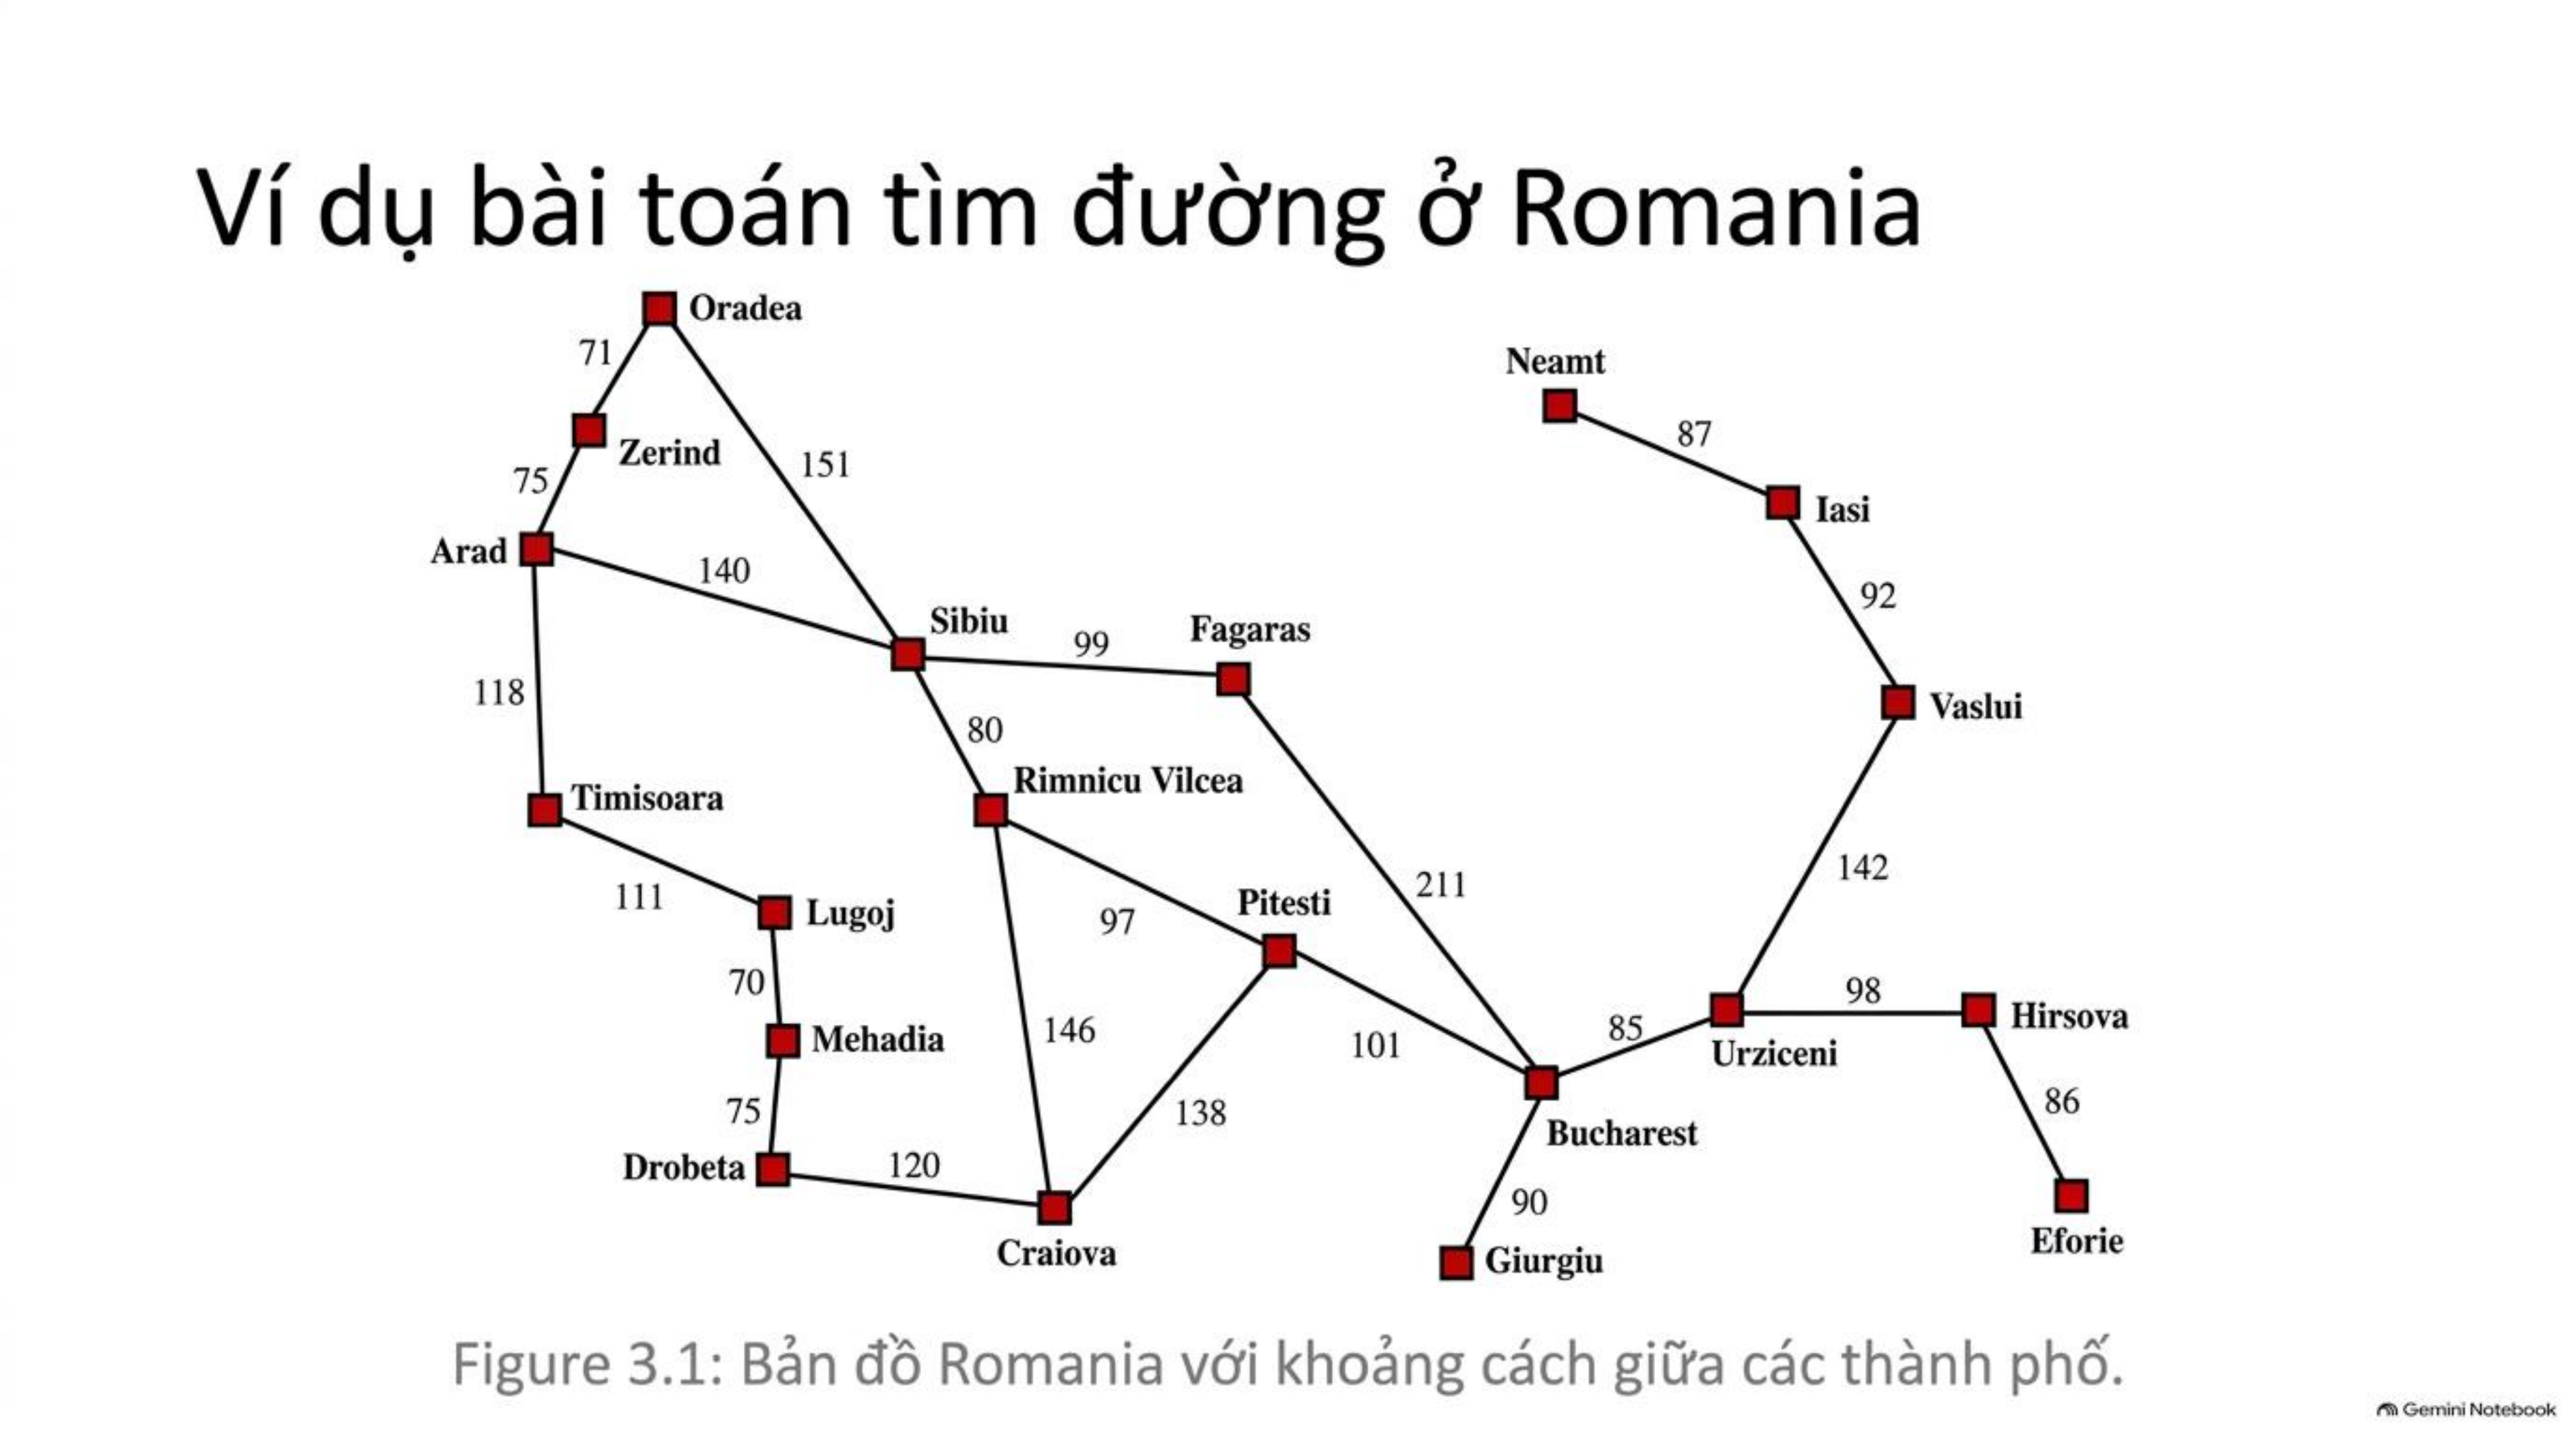 Ví dụ bài toán tìm đường ở Romania
Oradea
71
Neamt
87
Zerind
151
75
Iasi
Arad
140
92
Sibiu
99
Fagaras
118
80
Vaslui
Rimnicu Vilcea
Timisoara
142
111
211
Lugoj
97
Pitesti
70
98
Hirsova
Mehadia
146
101
85
Urziceni
75
138
86
Bucharest
Drobeta
120
90
Craiova
Giurgiu
Eforie
Figure 3.1: Bản đồ Romania với khoảng cách giữa các thành phố.
Gemini Notebook